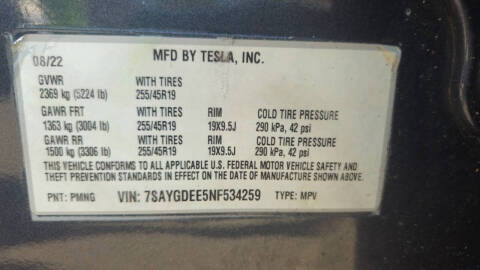 MFD BY TESLA, INC.
08/22
GVWR WITH TIRES
2369 kg (5224 lb) 255/45R19
GAWR FRT WITH TIRES RIM COLD TIRE PRESSURE
1363 kg (3004 lb) 255/45R19 19X9.5J 290 kPa, 42 psi
GAWR RR WITH TIRES RIM COLD TIRE PRESSURE
1500 kg (3306 lb) 255/45R19 19X9.5J 290 kPa, 42 psi
THIS VEHICLE CONFORMS TO ALL APPLICABLE U.S. FEDERAL MOTOR VEHICLE SAFETY AND
THEFT PREVENTION STANDARDS IN EFFECT ON THE DATE OF MANUFACTURE SHOWN ABOVE.
PNT: PMNG VIN: 7SAYGDEE5NF534259 TYPE: MPV